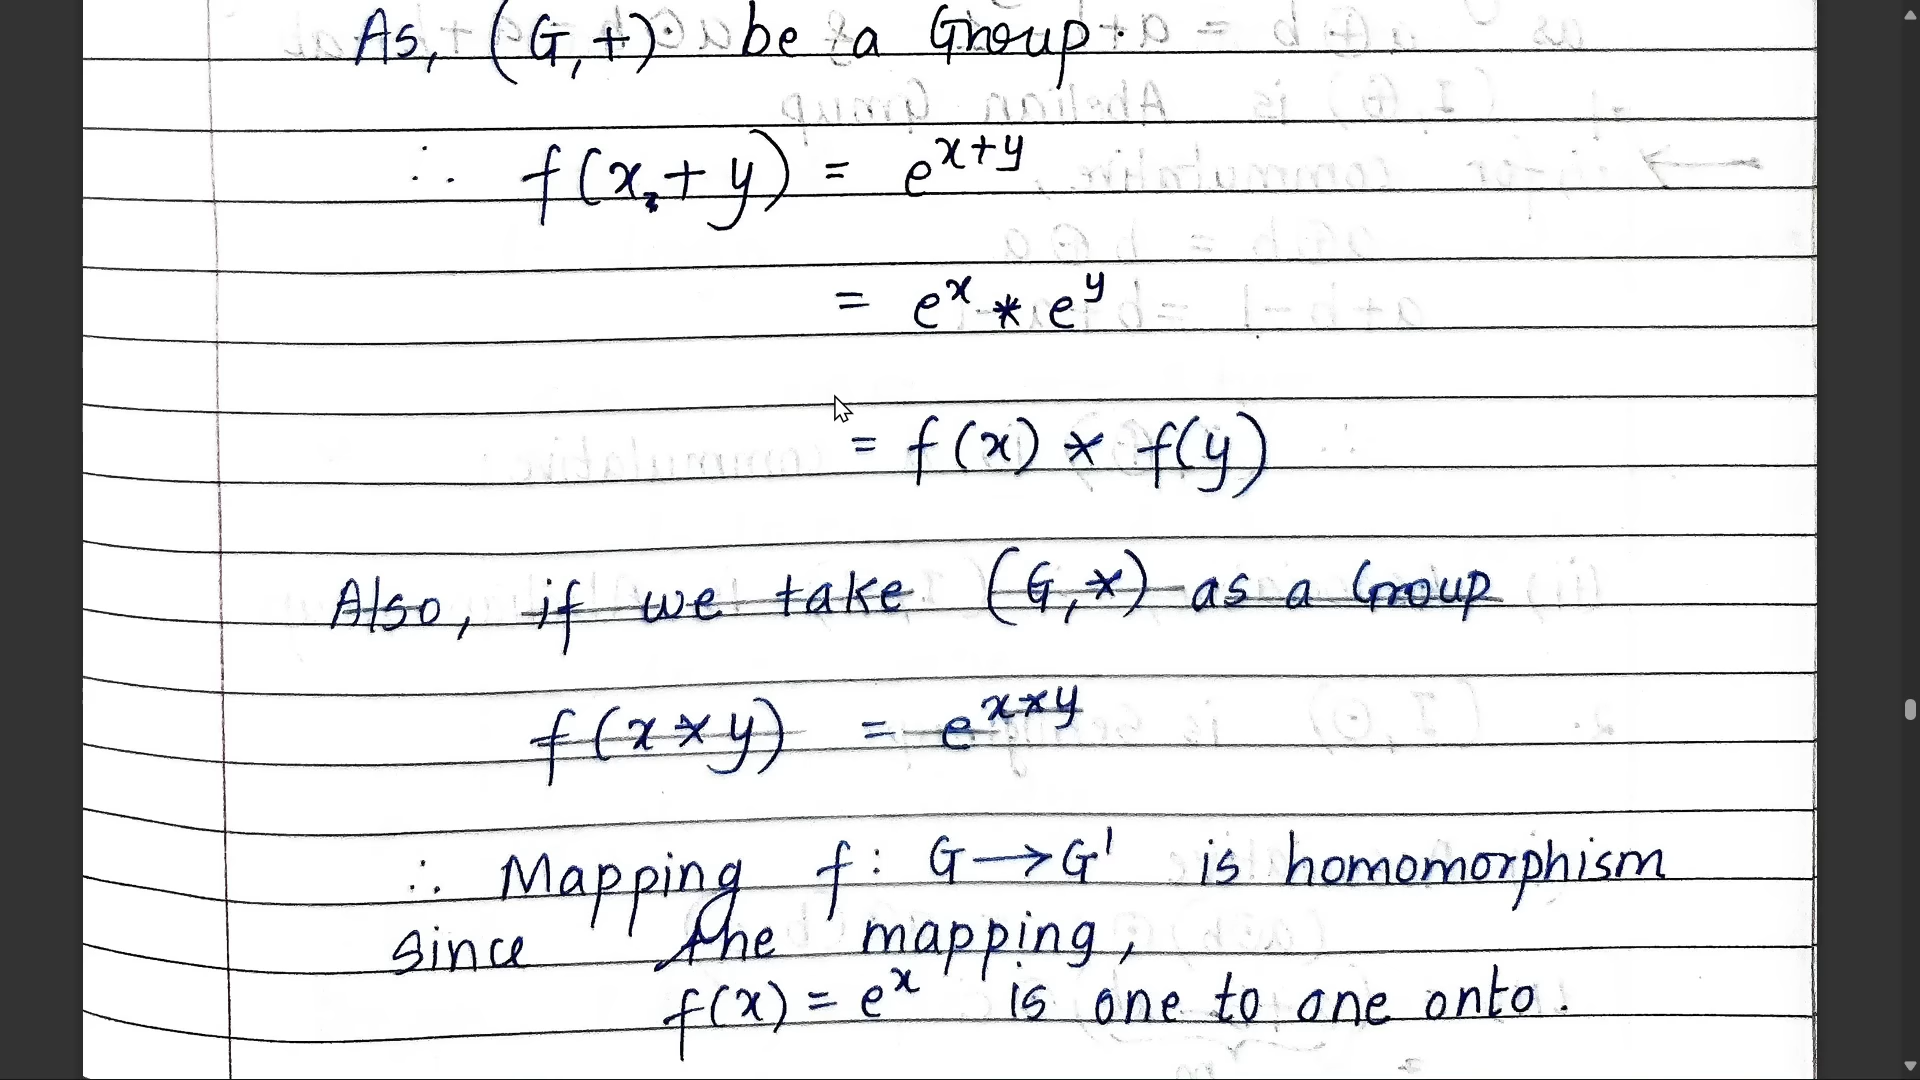 As, (G, +) be a Group.
∴ f(x + y) = e^{x+y}
= e^x * e^y
= f(x) * f(y)
Also, if we take (G, *) as a Group
f(x * y) = e^{x*y}
∴ Mapping f: G → G' is homomorphism
since the mapping,
f(x) = e^x is one to one onto.